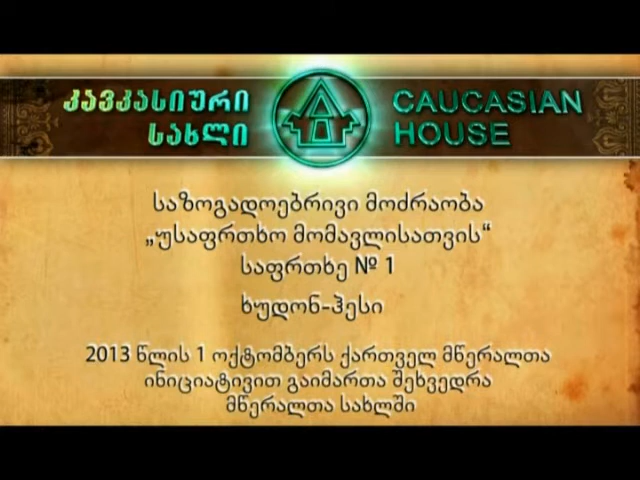 კავკასიური
სახლი
CAUCASIAN
HOUSE
საზოგადოებრივი მოძრაობა
„უსაფრთხო მომავლისათვის“
საფრთხე № 1
ხუდონ-ჰესი
2013 წლის 1 ოქტომბერს ქართველ მწერალთა
ინიციატივით გაიმართა შეხვედრა
მწერალთა სახლში